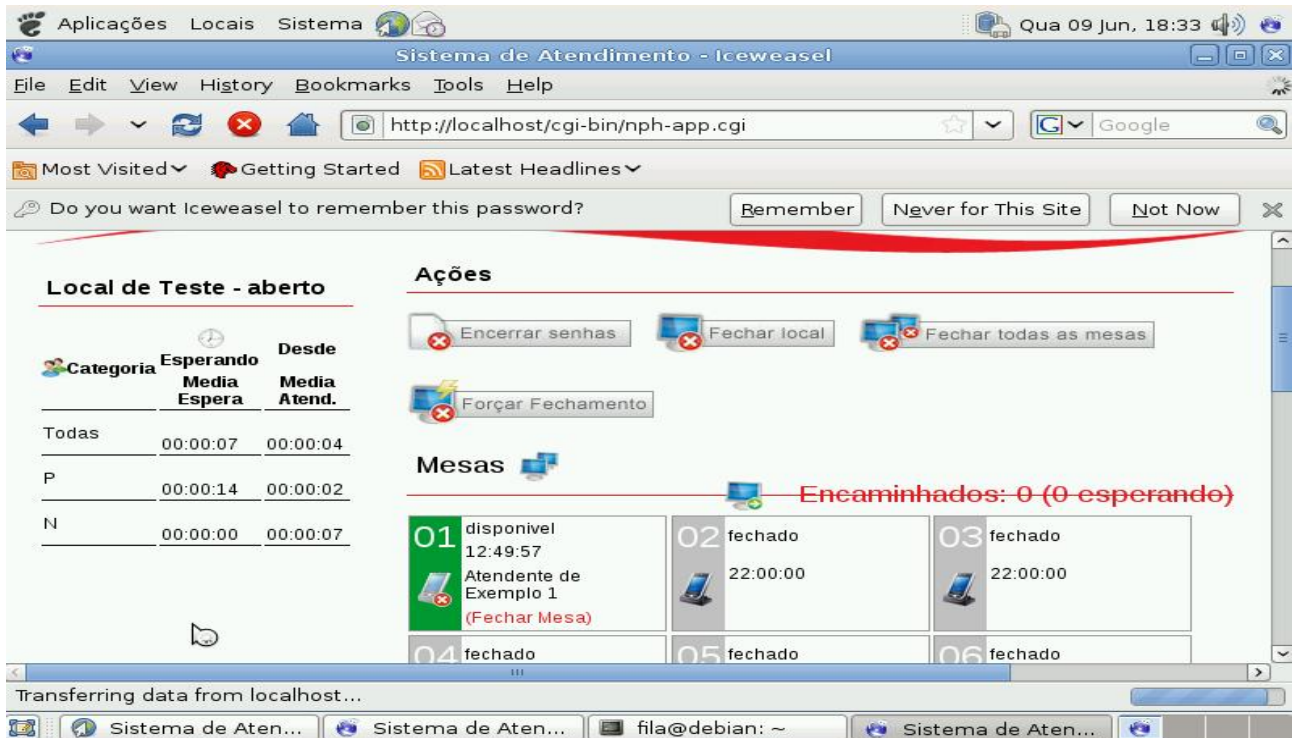 Aplicações Locais Sistema Qua 09 Jun, 18:33
Sistema de Atendimento - Iceweasel
File Edit View History Bookmarks Tools Help
http://localhost/cgi-bin/nph-app.cgi G Google
Most Visited Getting Started Latest Headlines
Do you want Iceweasel to remember this password? Remember Never for This Site Not Now
Local de Teste - aberto
Categoria Esperando Desde
Media Espera Media Atend.
Todas 00:00:07 00:00:04
P 00:00:14 00:00:02
N 00:00:00 00:00:07
Ações
Encerrar senhas Fechar local Fechar todas as mesas
Forçar Fechamento
Mesas
Encaminhados: 0 (0 esperando)
01 disponivel
12:49:57
Atendente de
Exemplo 1
(Fechar Mesa)
02 fechado
22:00:00
03 fechado
22:00:00
04 fechado 05 fechado 06 fechado
Transferring data from localhost...
Sistema de Aten... Sistema de Aten... fila@debian: ~ Sistema de Aten...